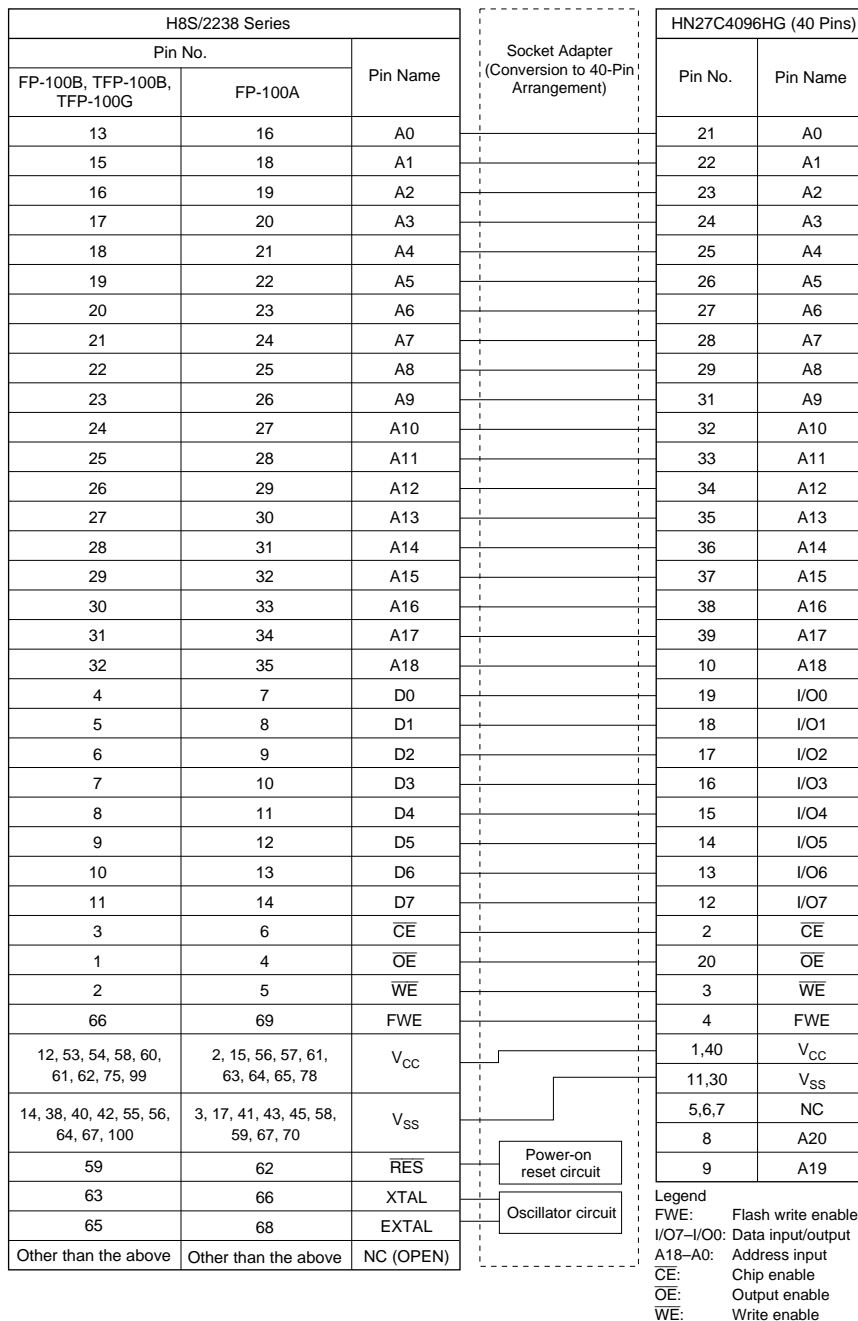 H8S/2238 Series
Pin No.
Pin Name
FP-100B, TFP-100B,
TFP-100G
FP-100A
Socket Adapter
(Conversion to 40-Pin
Arrangement)
HN27C4096HG (40 Pins)
Pin No. Pin Name
13 16 A0 21 A0
15 18 A1 22 A1
16 19 A2 23 A2
17 20 A3 24 A3
18 21 A4 25 A4
19 22 A5 26 A5
20 23 A6 27 A6
21 24 A7 28 A7
22 25 A8 29 A8
23 26 A9 31 A9
24 27 A10 32 A10
25 28 A11 33 A11
26 29 A12 34 A12
27 30 A13 35 A13
28 31 A14 36 A14
29 32 A15 37 A15
30 33 A16 38 A16
31 34 A17 39 A17
32 35 A18 10 A18
4 7 D0 19 I/O0
5 8 D1 18 I/O1
6 9 D2 17 I/O2
7 10 D3 16 I/O3
8 11 D4 15 I/O4
9 12 D5 14 I/O5
10 13 D6 13 I/O6
11 14 D7 12 I/O7
3 6 C̅E̅ 2 C̅E̅
1 4 O̅E̅ 20 O̅E̅
2 5 W̅E̅ 3 W̅E̅
66 69 FWE 4 FWE
12, 53, 54, 58, 60,
61, 62, 75, 99
2, 15, 56, 57, 61,
63, 64, 65, 78
VCC
1,40 VCC
11,30 VSS
14, 38, 40, 42, 55, 56,
64, 67, 100
3, 17, 41, 43, 45, 58,
59, 67, 70
VSS
5,6,7 NC
8 A20
9 A19
59 62 R̅E̅S̅
Power-on
reset circuit
63 66 XTAL
Oscillator circuit
65 68 EXTAL
Other than the above Other than the above NC (OPEN)
Legend
FWE: Flash write enable
I/O7–I/O0: Data input/output
A18–A0: Address input
C̅E̅: Chip enable
O̅E̅: Output enable
W̅E̅: Write enable